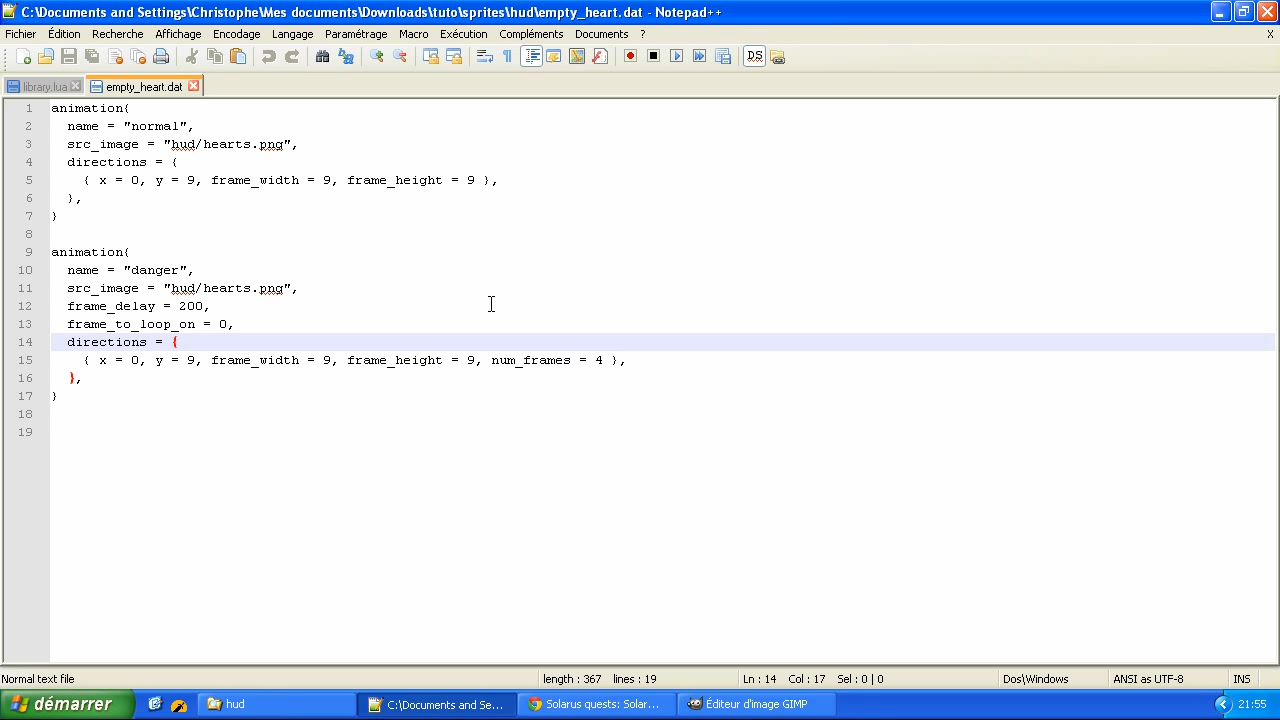 C:\Documents and Settings\Christophe\Mes documents\Downloads\tuto\sprites\hud\empty_heart.dat - Notepad++
Fichier Édition Recherche Affichage Encodage Langage Paramétrage Macro Exécution Compléments Documents ? X
DS
library.lua empty_heart.dat
1 animation{
2 name = "normal",
3 src_image = "hud/hearts.png",
4 directions = {
5 { x = 0, y = 9, frame_width = 9, frame_height = 9 },
6 },
7 }
8
9 animation{
10 name = "danger",
11 src_image = "hud/hearts.png",
12 frame_delay = 200,
13 frame_to_loop_on = 0,
14 directions = {
15 { x = 0, y = 9, frame_width = 9, frame_height = 9, num_frames = 4 },
16 },
17 }
18
19
Normal text file length : 367 lines : 19 Ln : 14 Col : 17 Sel : 0 | 0 Dos\Windows ANSI as UTF-8 INS
démarrer hud C:\Documents and Se... Solarus quests: Solar... Éditeur d'image GIMP 21:55